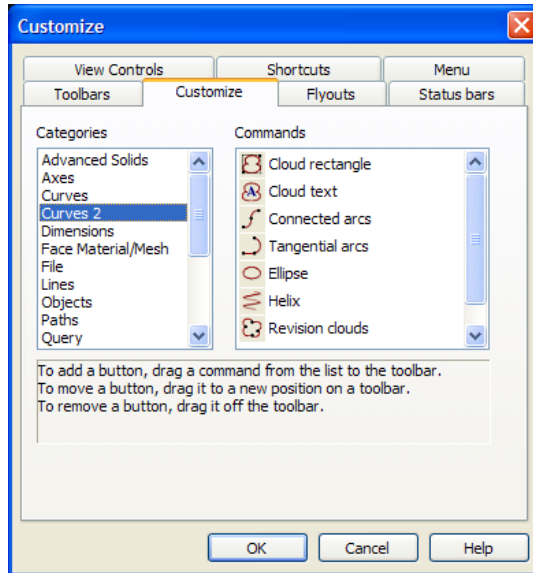 Customize
View Controls
Shortcuts
Menu
Toolbars
Customize
Flyouts
Status bars
Categories
Commands
Advanced Solids
Axes
Curves
Curves 2
Dimensions
Face Material/Mesh
File
Lines
Objects
Paths
Query
Cloud rectangle
A
Cloud text
Connected arcs
Tangential arcs
Ellipse
Helix
Revision clouds
To add a button, drag a command from the list to the toolbar.
To move a button, drag it to a new position on a toolbar.
To remove a button, drag it off the toolbar.
OK
Cancel
Help